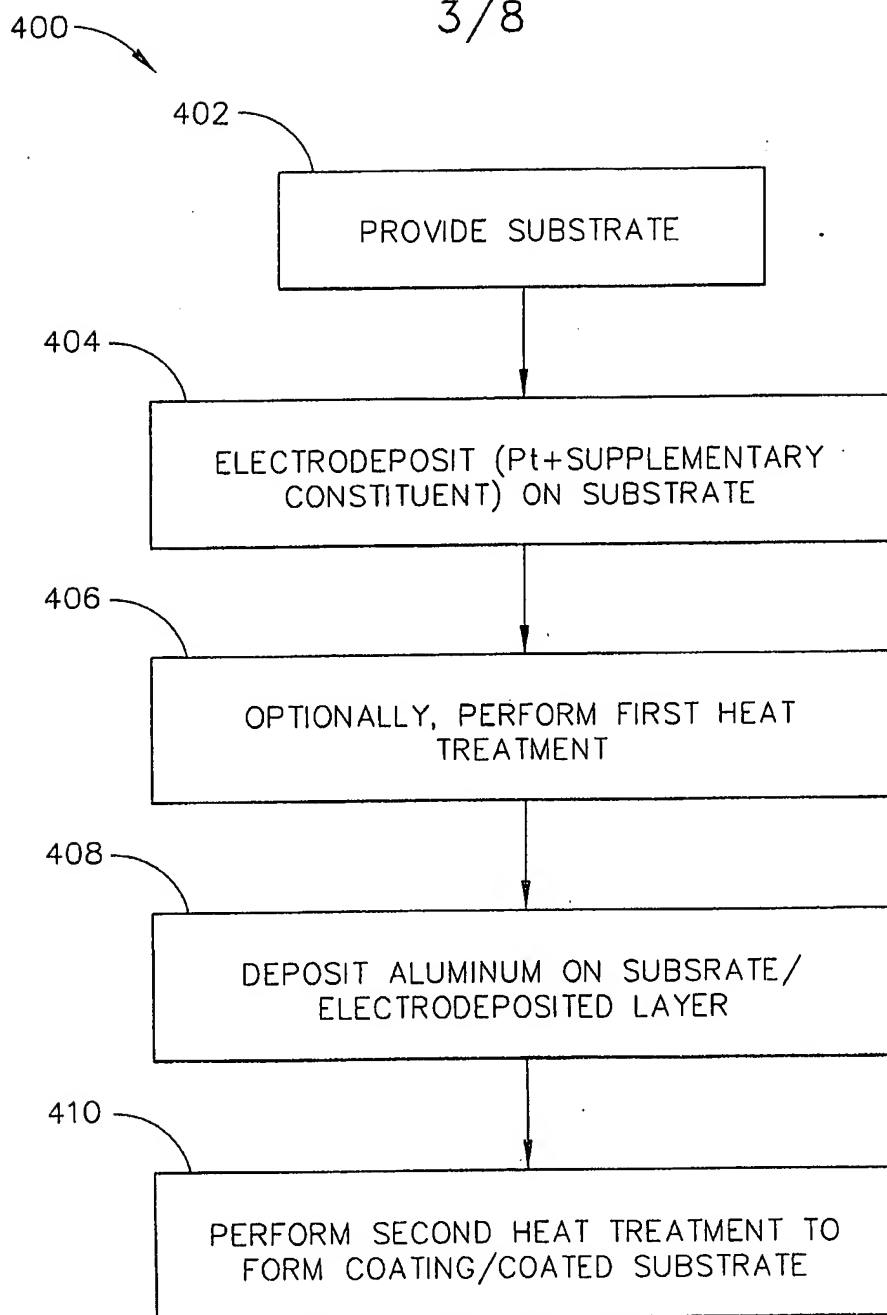 3/8
400
402
PROVIDE SUBSTRATE
404
ELECTRODEPOSIT (Pt+SUPPLEMENTARY
CONSTITUENT) ON SUBSTRATE
406
OPTIONALLY, PERFORM FIRST HEAT
TREATMENT
408
DEPOSIT ALUMINUM ON SUBSRATE/
ELECTRODEPOSITED LAYER
410
PERFORM SECOND HEAT TREATMENT TO
FORM COATING/COATED SUBSTRATE